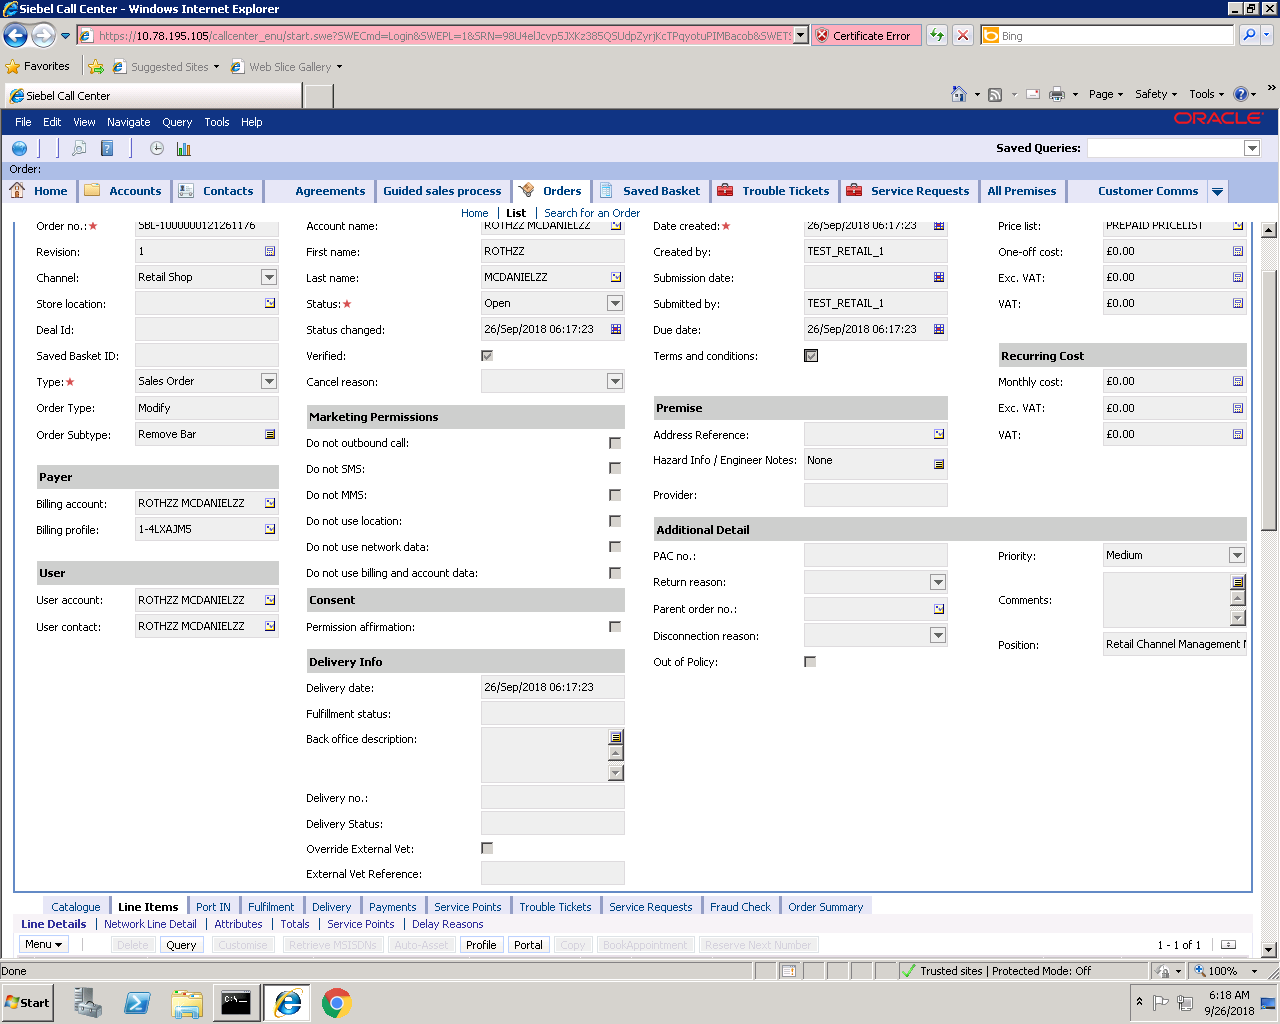 Siebel Call Center - Windows Internet Explorer
https://10.78.195.105/callcenter_enu/start.swe?SWECmd=Login&SWEPL=1&SRN=
Certificate Error
Bing
Favorites
Suggested Sites
Web Slice Gallery
Siebel Call Center
Page
Safety
Tools
»
File Edit View Navigate Query Tools Help
ORACLE
Saved Queries:
Order:
Home Accounts Contacts Agreements Guided sales process Orders Saved Basket Trouble Tickets Service Requests All Premises Customer Comms
Home | List | Search for an Order
Order no.:★ SBL-1000000121261176
Revision: 1
Channel: Retail Shop
Store location:
Deal Id:
Saved Basket ID:
Type:★ Sales Order
Order Type: Modify
Order Subtype: Remove Bar
Payer
Billing account: ROTHZZ MCDANIELZZ
Billing profile: 1-4LXAJM5
User
User account: ROTHZZ MCDANIELZZ
User contact: ROTHZZ MCDANIELZZ
Account name: ROTHZZ MCDANIELZZ
First name: ROTHZZ
Last name: MCDANIELZZ
Status:★ Open
Status changed: 26/Sep/2018 06:17:23
Verified:
Cancel reason:
Marketing Permissions
Do not outbound call:
Do not SMS:
Do not MMS:
Do not use location:
Do not use network data:
Do not use billing and account data:
Consent
Permission affirmation:
Delivery Info
Delivery date: 26/Sep/2018 06:17:23
Fulfillment status:
Back office description:
Delivery no.:
Delivery Status:
Override External Vet:
External Vet Reference:
Date created:★ 26/Sep/2018 06:17:23
Created by: TEST_RETAIL_1
Submission date:
Submitted by: TEST_RETAIL_1
Due date: 26/Sep/2018 06:17:23
Terms and conditions:
Premise
Address Reference:
Hazard Info / Engineer Notes: None
Provider:
Additional Detail
PAC no.:
Return reason:
Parent order no.:
Disconnection reason:
Out of Policy:
Price list: PREPAID PRICELIST
One-off cost: £0.00
Exc. VAT: £0.00
VAT: £0.00
Recurring Cost
Monthly cost: £0.00
Exc. VAT: £0.00
VAT: £0.00
Priority: Medium
Comments:
Position: Retail Channel Management
Catalogue Line Items Port IN Fulfilment Delivery Payments Service Points Trouble Tickets Service Requests Fraud Check Order Summary
Line Details | Network Line Detail | Attributes | Totals | Service Points | Delay Reasons
Menu Delete Query Customise Retrieve MSISDNs Auto-Asset Profile Portal Copy BookAppointment Reserve Next Number 1 - 1 of 1
Done
Trusted sites | Protected Mode: Off
100%
Start
C:\
6:18 AM
9/26/2018